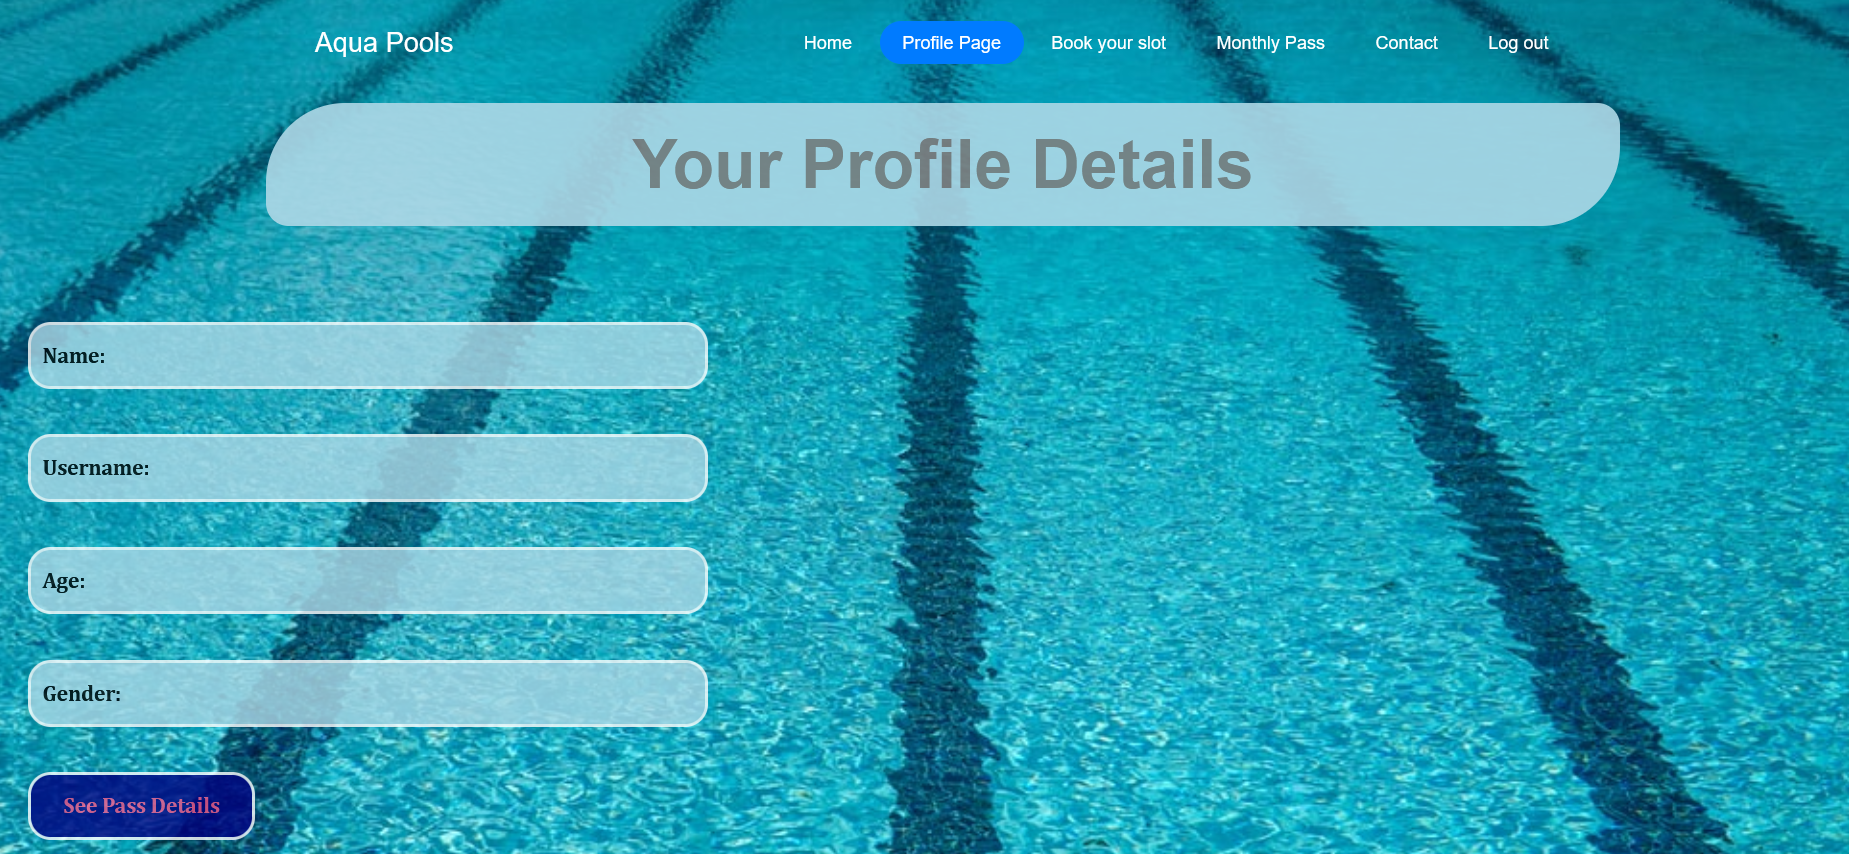 Aqua Pools
Home Profile Page Book your slot Monthly Pass Contact Log out
Your Profile Details
Name:
Username:
Age:
Gender:
See Pass Details